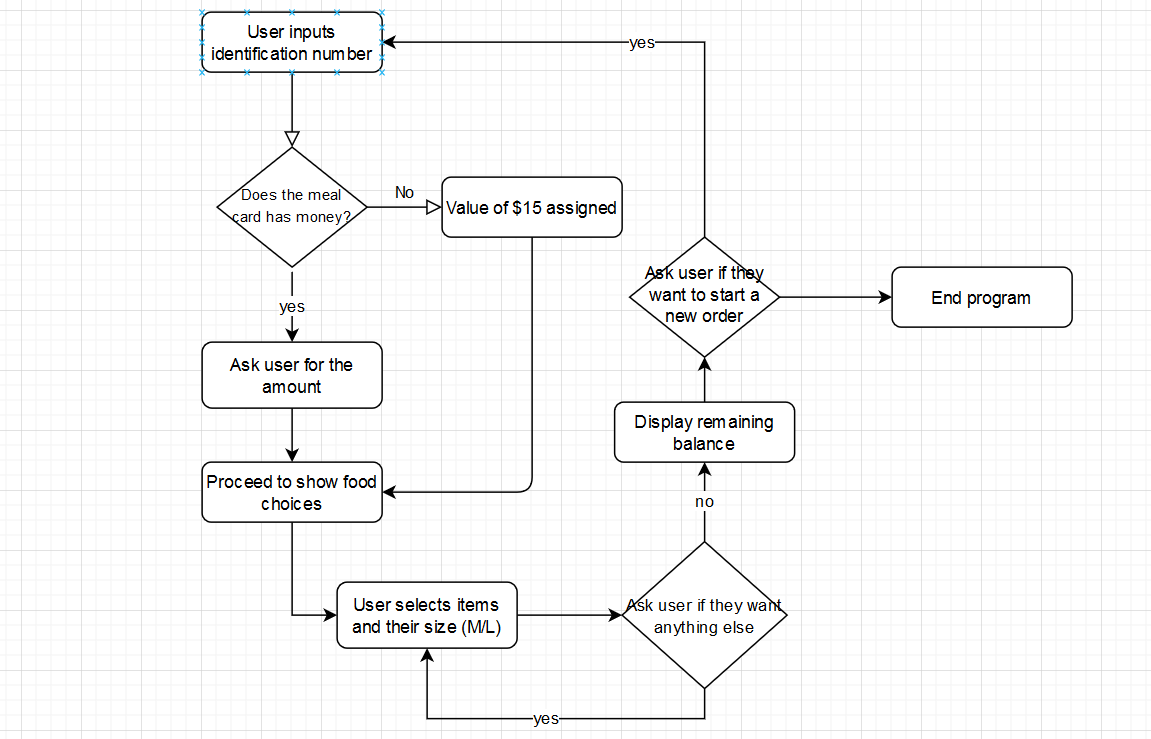 User inputs
identification number
yes
Does the meal
card has money?
No
Value of $15 assigned
yes
Ask user for the
amount
Proceed to show food
choices
User selects items
and their size (M/L)
Ask user if they want
anything else
yes
no
Display remaining
balance
Ask user if they
want to start a
new order
End program